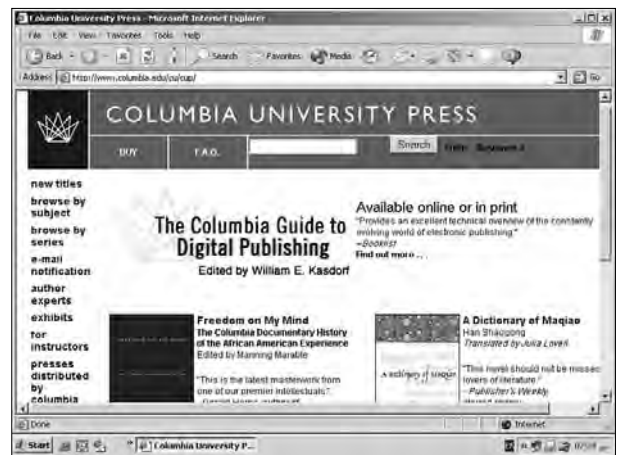 Columbia University Press - Microsoft Internet Explorer
File Edit View Favorites Tools Help
Back Search Favorites Media
Address http://www.columbia.edu/cu/cup/ Go
COLUMBIA UNIVERSITY PRESS
BUY F.A.Q. Search
new titles
browse by
subject
browse by
series
e-mail
notification
author
experts
exhibits
for
instructors
presses
distributed
by
columbia
The Columbia Guide to
Digital Publishing
Edited by William E. Kasdorf
Available online or in print
"Provides an excellent technical overview of the constantly
evolving world of electronic publishing."
–Booklist
Find out more ...
Freedom on My Mind
The Columbia Documentary History
of the African American Experience
Edited by Manning Marable
"This is the latest masterwork from
one of our premier intellectuals."
A dictionary of maqiao
A Dictionary of Maqiao
Han Shaogong
Translated by Julia Lovell
"This novel should not be missed
lovers of literature."
–Publisher's Weekly
Done Internet
Start Columbia University P...